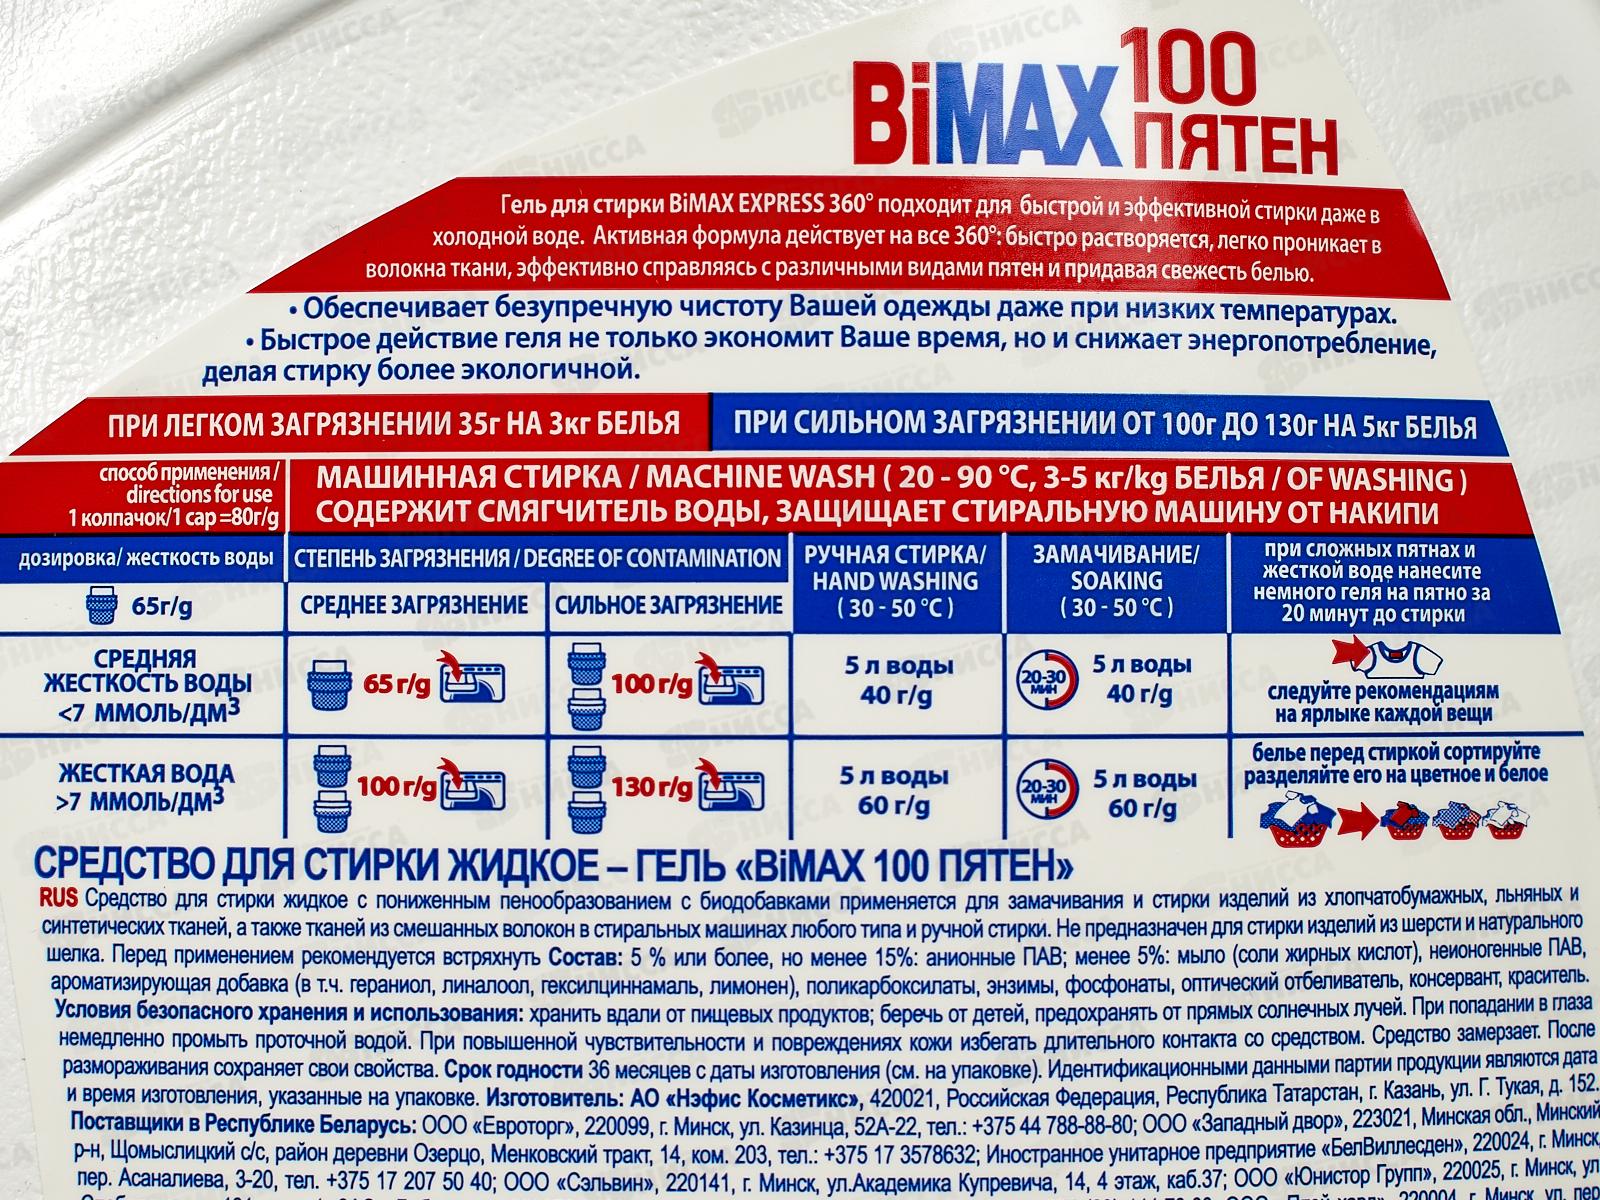 BiMAX 100 ПЯТЕН
Гель для стирки BiMAX EXPRESS 360° подходит для быстрой и эффективной стирки даже в
холодной воде. Активная формула действует на все 360°: быстро растворяется, легко проникает в
волокна ткани, эффективно справляясь с различными видами пятен и придавая свежесть белью.
• Обеспечивает безупречную чистоту Вашей одежды даже при низких температурах.
• Быстрое действие геля не только экономит Ваше время, но и снижает энергопотребление,
делая стирку более экологичной.
ПРИ ЛЕГКОМ ЗАГРЯЗНЕНИИ 35г НА 3кг БЕЛЬЯ
ПРИ СИЛЬНОМ ЗАГРЯЗНЕНИИ ОТ 100г ДО 130г НА 5кг БЕЛЬЯ
способ применения /
directions for use
1 колпачок/1 cap =80г/g
МАШИННАЯ СТИРКА / MACHINE WASH ( 20 - 90 °C, 3-5 кг/kg БЕЛЬЯ / OF WASHING )
СОДЕРЖИТ СМЯГЧИТЕЛЬ ВОДЫ, ЗАЩИЩАЕТ СТИРАЛЬНУЮ МАШИНУ ОТ НАКИПИ
дозировка/ жесткость воды
СТЕПЕНЬ ЗАГРЯЗНЕНИЯ / DEGREE OF CONTAMINATION
РУЧНАЯ СТИРКА/
HAND WASHING
( 30 - 50 °C )
ЗАМАЧИВАНИЕ/
SOAKING
( 30 - 50 °C )
при сложных пятнах и
жесткой воде нанесите
немного геля на пятно за
20 минут до стирки
65г/g
СРЕДНЕЕ ЗАГРЯЗНЕНИЕ
СИЛЬНОЕ ЗАГРЯЗНЕНИЕ
СРЕДНЯЯ
ЖЕСТКОСТЬ ВОДЫ
<7 ММОЛЬ/ДМ3
65 г/g
100 г/g
5 л воды
40 г/g
20-30
МИН
5 л воды
40 г/g
следуйте рекомендациям
на ярлыке каждой вещи
ЖЕСТКАЯ ВОДА
>7 ММОЛЬ/ДМ3
100 г/g
130 г/g
5 л воды
60 г/g
20-30
МИН
5 л воды
60 г/g
белье перед стиркой сортируйте
разделяйте его на цветное и белое
СРЕДСТВО ДЛЯ СТИРКИ ЖИДКОЕ – ГЕЛЬ «BiMAX 100 ПЯТЕН»
RUS Средство для стирки жидкое с пониженным пенообразованием с биодобавками применяется для замачивания и стирки изделий из хлопчатобумажных, льняных и
синтетических тканей, а также тканей из смешанных волокон в стиральных машинах любого типа и ручной стирки. Не предназначен для стирки изделий из шерсти и натурального
шелка. Перед применением рекомендуется встряхнуть Состав: 5 % или более, но менее 15%: анионные ПАВ; менее 5%: мыло (соли жирных кислот), неионогенные ПАВ,
ароматизирующая добавка (в т.ч. гераниол, линалоол, гексилциннамаль, лимонен), поликарбоксилаты, энзимы, фосфонаты, оптический отбеливатель, консервант, краситель.
Условия безопасного хранения и использования: хранить вдали от пищевых продуктов; беречь от детей, предохранять от прямых солнечных лучей. При попадании в глаза
немедленно промыть проточной водой. При повышенной чувствительности и повреждениях кожи избегать длительного контакта со средством. Средство замерзает. После
размораживания сохраняет свои свойства. Срок годности 36 месяцев с даты изготовления (см. на упаковке). Идентификационными данными партии продукции являются дата
и время изготовления, указанные на упаковке. Изготовитель: АО «Нэфис Косметикс», 420021, Российская Федерация, Республика Татарстан, г. Казань, ул. Г. Тукая, д. 152.
Поставщики в Республике Беларусь: ООО «Евроторг», 220099, г. Минск, ул. Казинца, 52А-22, тел.: +375 44 788-88-80; ООО «Западный двор», 223021, Минская обл., Минский
р-н, Щомыслицкий с/с, район деревни Озерцо, Менковский тракт, 14, ком. 203, тел.: +375 17 3578632; Иностранное унитарное предприятие «БелВиллесден», 220024, г. Минск,
пер. Асаналиева, 3-20, тел. +375 17 207 50 40; ООО «Сэльвин», 220141, г. Минск, ул.Академика Купревича, 14, 4 этаж, каб.37; ООО «Юнистор Групп», 220025, г. Минск, ул.